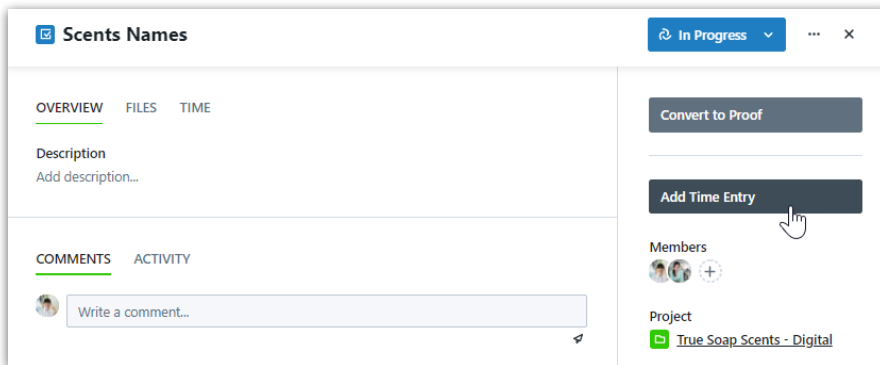 Scents Names
In Progress
OVERVIEW FILES TIME
Description
Add description...
COMMENTS ACTIVITY
Write a comment...
Convert to Proof
Add Time Entry
Members
Project
True Soap Scents - Digital